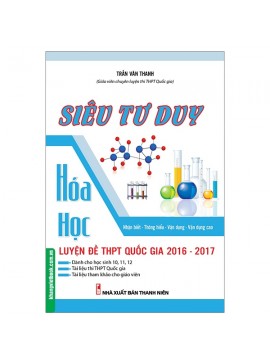 TRẦN VĂN THANH
(Giáo viên chuyên luyện thi THPT Quốc gia)
SIÊU TƯ DUY
Hóa
Học
Nhận biết - Thông hiểu - Vận dụng - Vận dụng cao
LUYỆN ĐỀ THPT QUỐC GIA 2016 - 2017
Dành cho học sinh 10, 11, 12
Tài liệu thi THPT Quốc gia
Tài liệu tham khảo cho giáo viên
NHÀ XUẤT BẢN THANH NIÊN